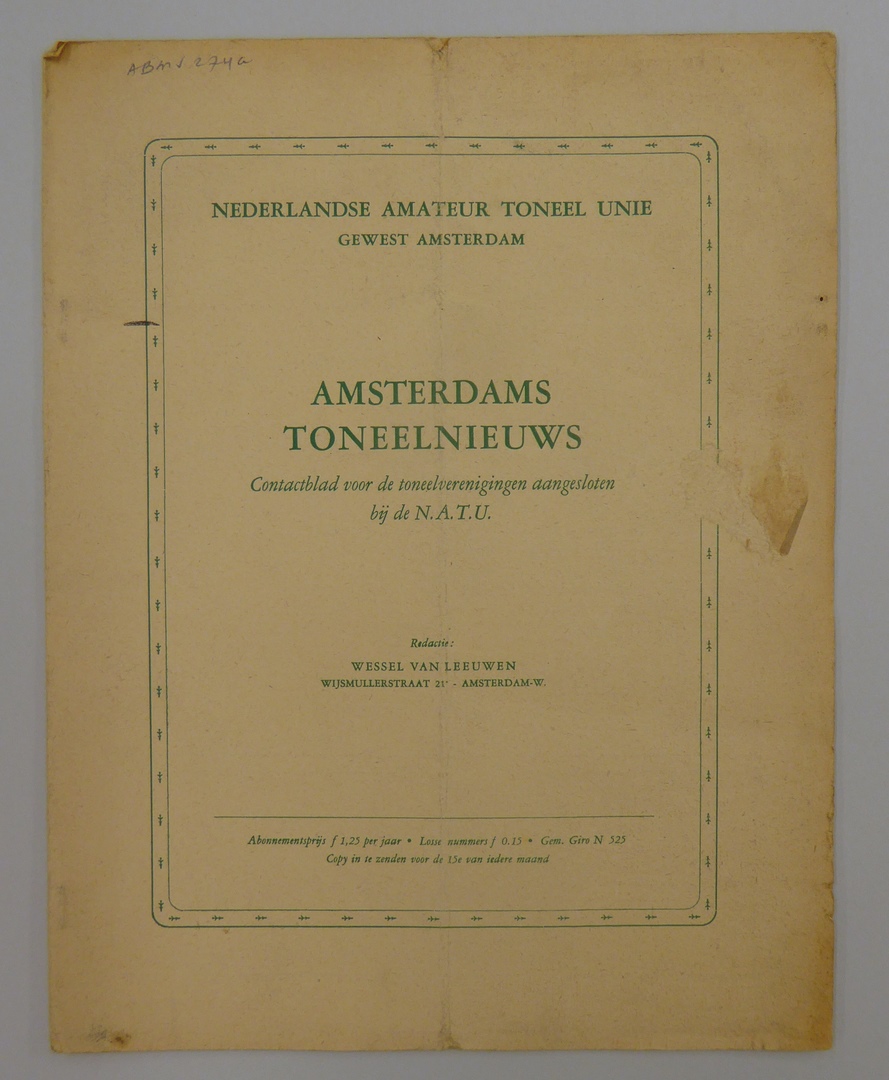 ABMV 274a
NEDERLANDSE AMATEUR TONEEL UNIE
GEWEST AMSTERDAM
AMSTERDAMS
TONEELNIEUWS
Contactblad voor de toneelverenigingen aangesloten
bij de N.A.T.U.
Redactie:
WESSEL VAN LEEUWEN
WIJSMULLERSTRAAT - AMSTERDAM-W.
Abonnementsprijs f 1,25 per jaar • Losse nummers f 0.15 • Gem. Giro N 525
Copy in te zenden voor de 15e van iedere maand